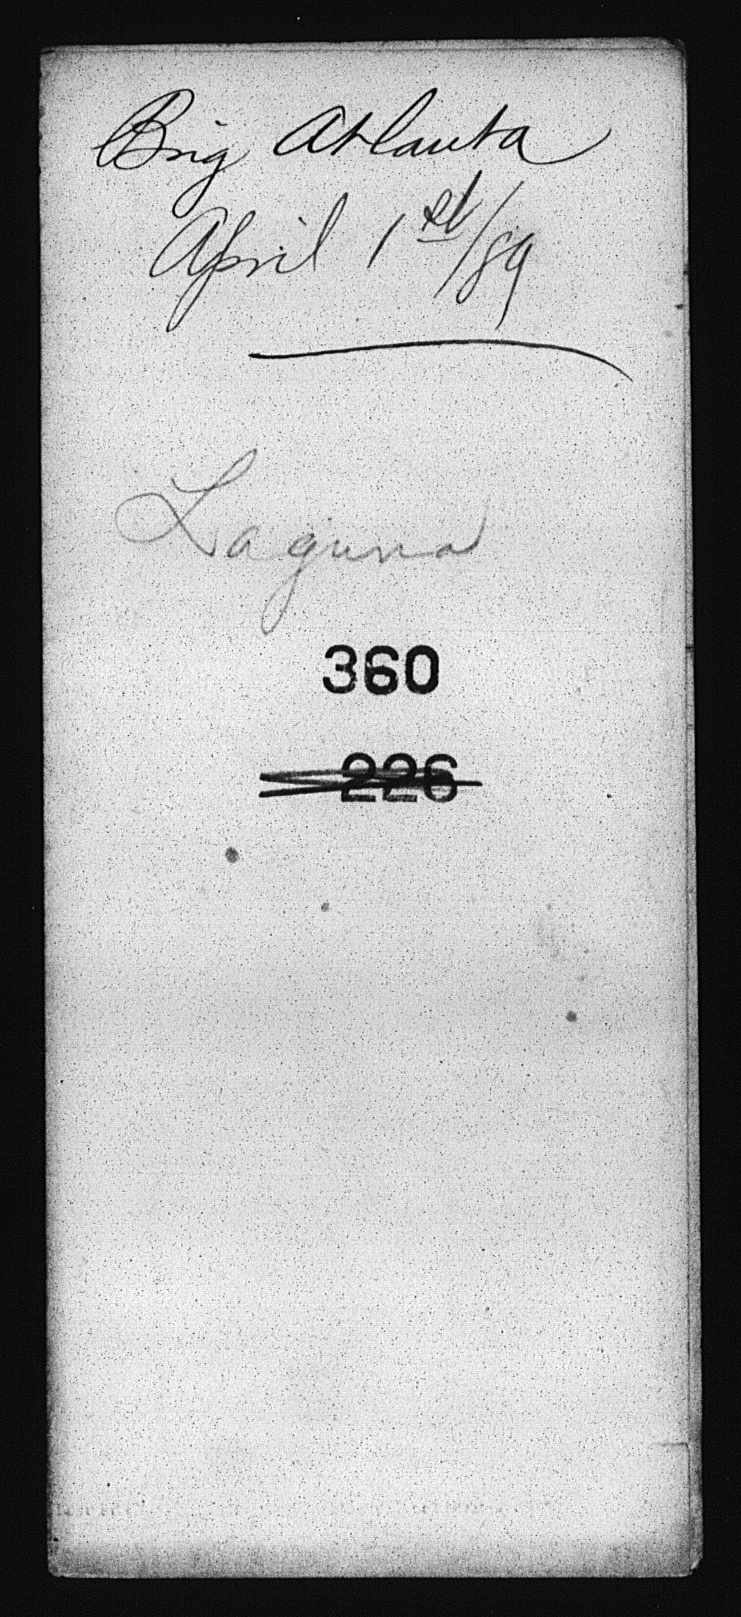 Brig Atlanta
April 1st/89
Laguna
360
226